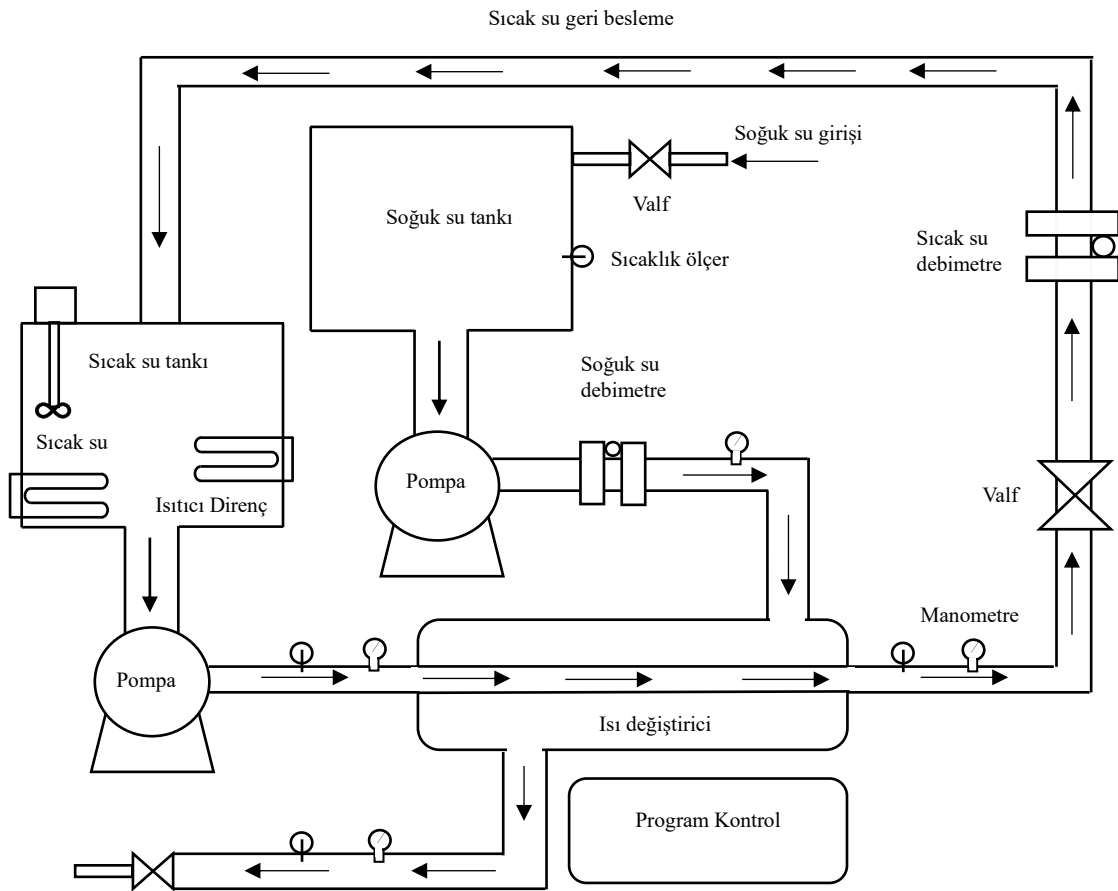 Sıcak su geri besleme
Soğuk su girişi
Valf
Soğuk su tankı
Sıcaklık ölçer
Sıcak su
debimetre
Sıcak su tankı
Soğuk su
debimetre
Sıcak su
Isıtıcı Direnç
Pompa
Valf
Manometre
Pompa
Isı değiştirici
Program Kontrol